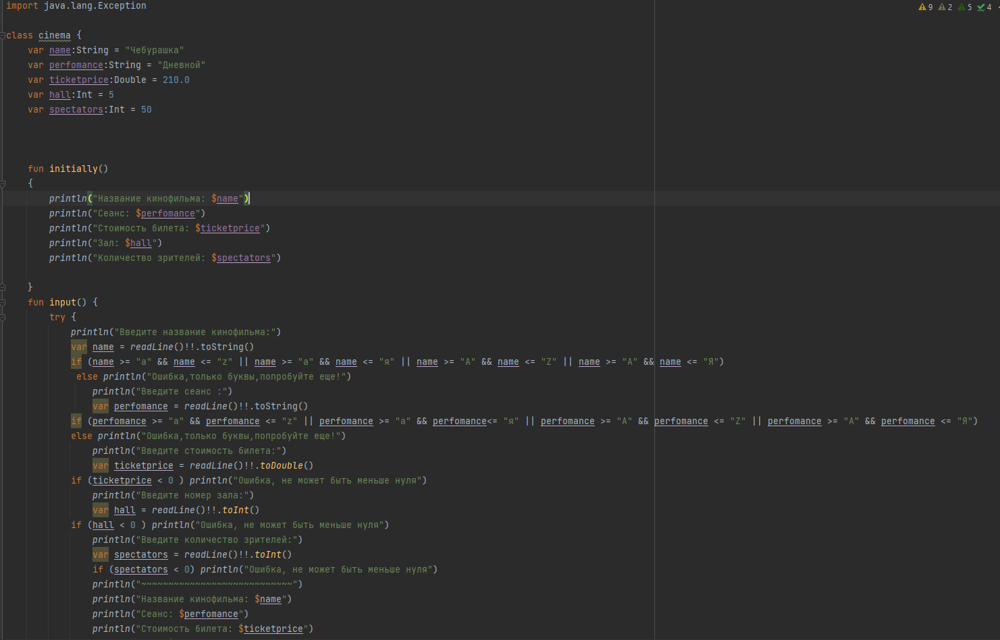 import java.lang.Exception
9 2 5 4
class cinema {
var name:String = "Чебурашка"
var perfomance:String = "Дневной"
var ticketprice:Double = 210.0
var hall:Int = 5
var spectators:Int = 50
fun initially()
{
println("Название кинофильма: $name")
println("Сеанс: $perfomance")
println("Стоимость билета: $ticketprice")
println("Зал: $hall")
println("Количество зрителей: $spectators")
}
fun input() {
try {
println("Введите название кинофильма:")
var name = readLine()!!.toString()
if (name >= "a" && name <= "z" || name >= "а" && name <= "я" || name >= "A" && name <= "Z" || name >= "А" && name <= "Я")
else println("Ошибка,только буквы,попробуйте еще!")
println("Введите сеанс :")
var perfomance = readLine()!!.toString()
if (perfomance >= "a" && perfomance <= "z" || perfomance >= "а" && perfomance<= "я" || perfomance >= "A" && perfomance <= "Z" || perfomance >= "А" && perfomance <= "Я")
else println("Ошибка,только буквы,попробуйте еще!")
println("Введите стоимость билета:")
var ticketprice = readLine()!!.toDouble()
if (ticketprice < 0 ) println("Ошибка, не может быть меньше нуля")
println("Введите номер зала:")
var hall = readLine()!!.toInt()
if (hall < 0 ) println("Ошибка, не может быть меньше нуля")
println("Введите количество зрителей:")
var spectators = readLine()!!.toInt()
if (spectators < 0) println("Ошибка, не может быть меньше нуля")
println("~~~~~~~~~~~~~~~~~~~~~~~~~~~~")
println("Название кинофильма: $name")
println("Сеанс: $perfomance")
println("Стоимость билета: $ticketprice")